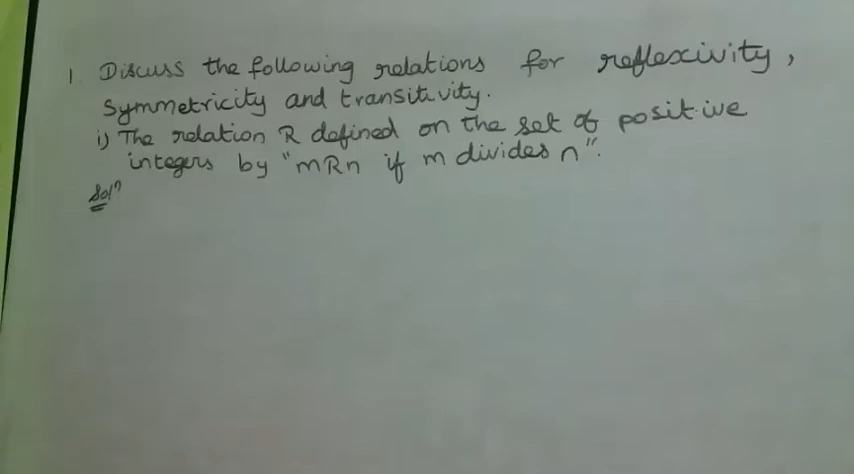 1. Discuss the following relations for reflexivity,
Symmetricity and transitivity.
i) The relation R defined on the set of positive
integers by "mRn if m divides n".
Solⁿ